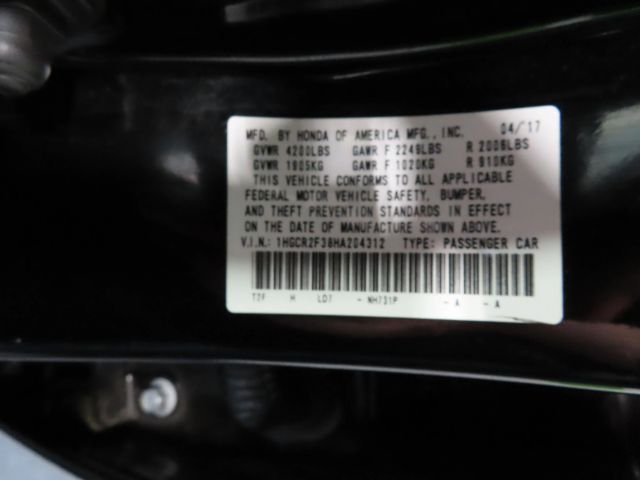 MFD. BY HONDA OF AMERICA MFG., INC. 04/'17
GVWR 4200LBS GAWR F 2249LBS R 2006LBS
GVWR 1905KG GAWR F 1020KG R 910KG
THIS VEHICLE CONFORMS TO ALL APPLICABLE
FEDERAL MOTOR VEHICLE SAFETY, BUMPER,
AND THEFT PREVENTION STANDARDS IN EFFECT
ON THE DATE OF MANUFACTURE SHOWN ABOVE.
V.I.N.: 1HGCR2F38HA204312 TYPE: PASSENGER CAR
T2F H LD7 - NH731P - A - A